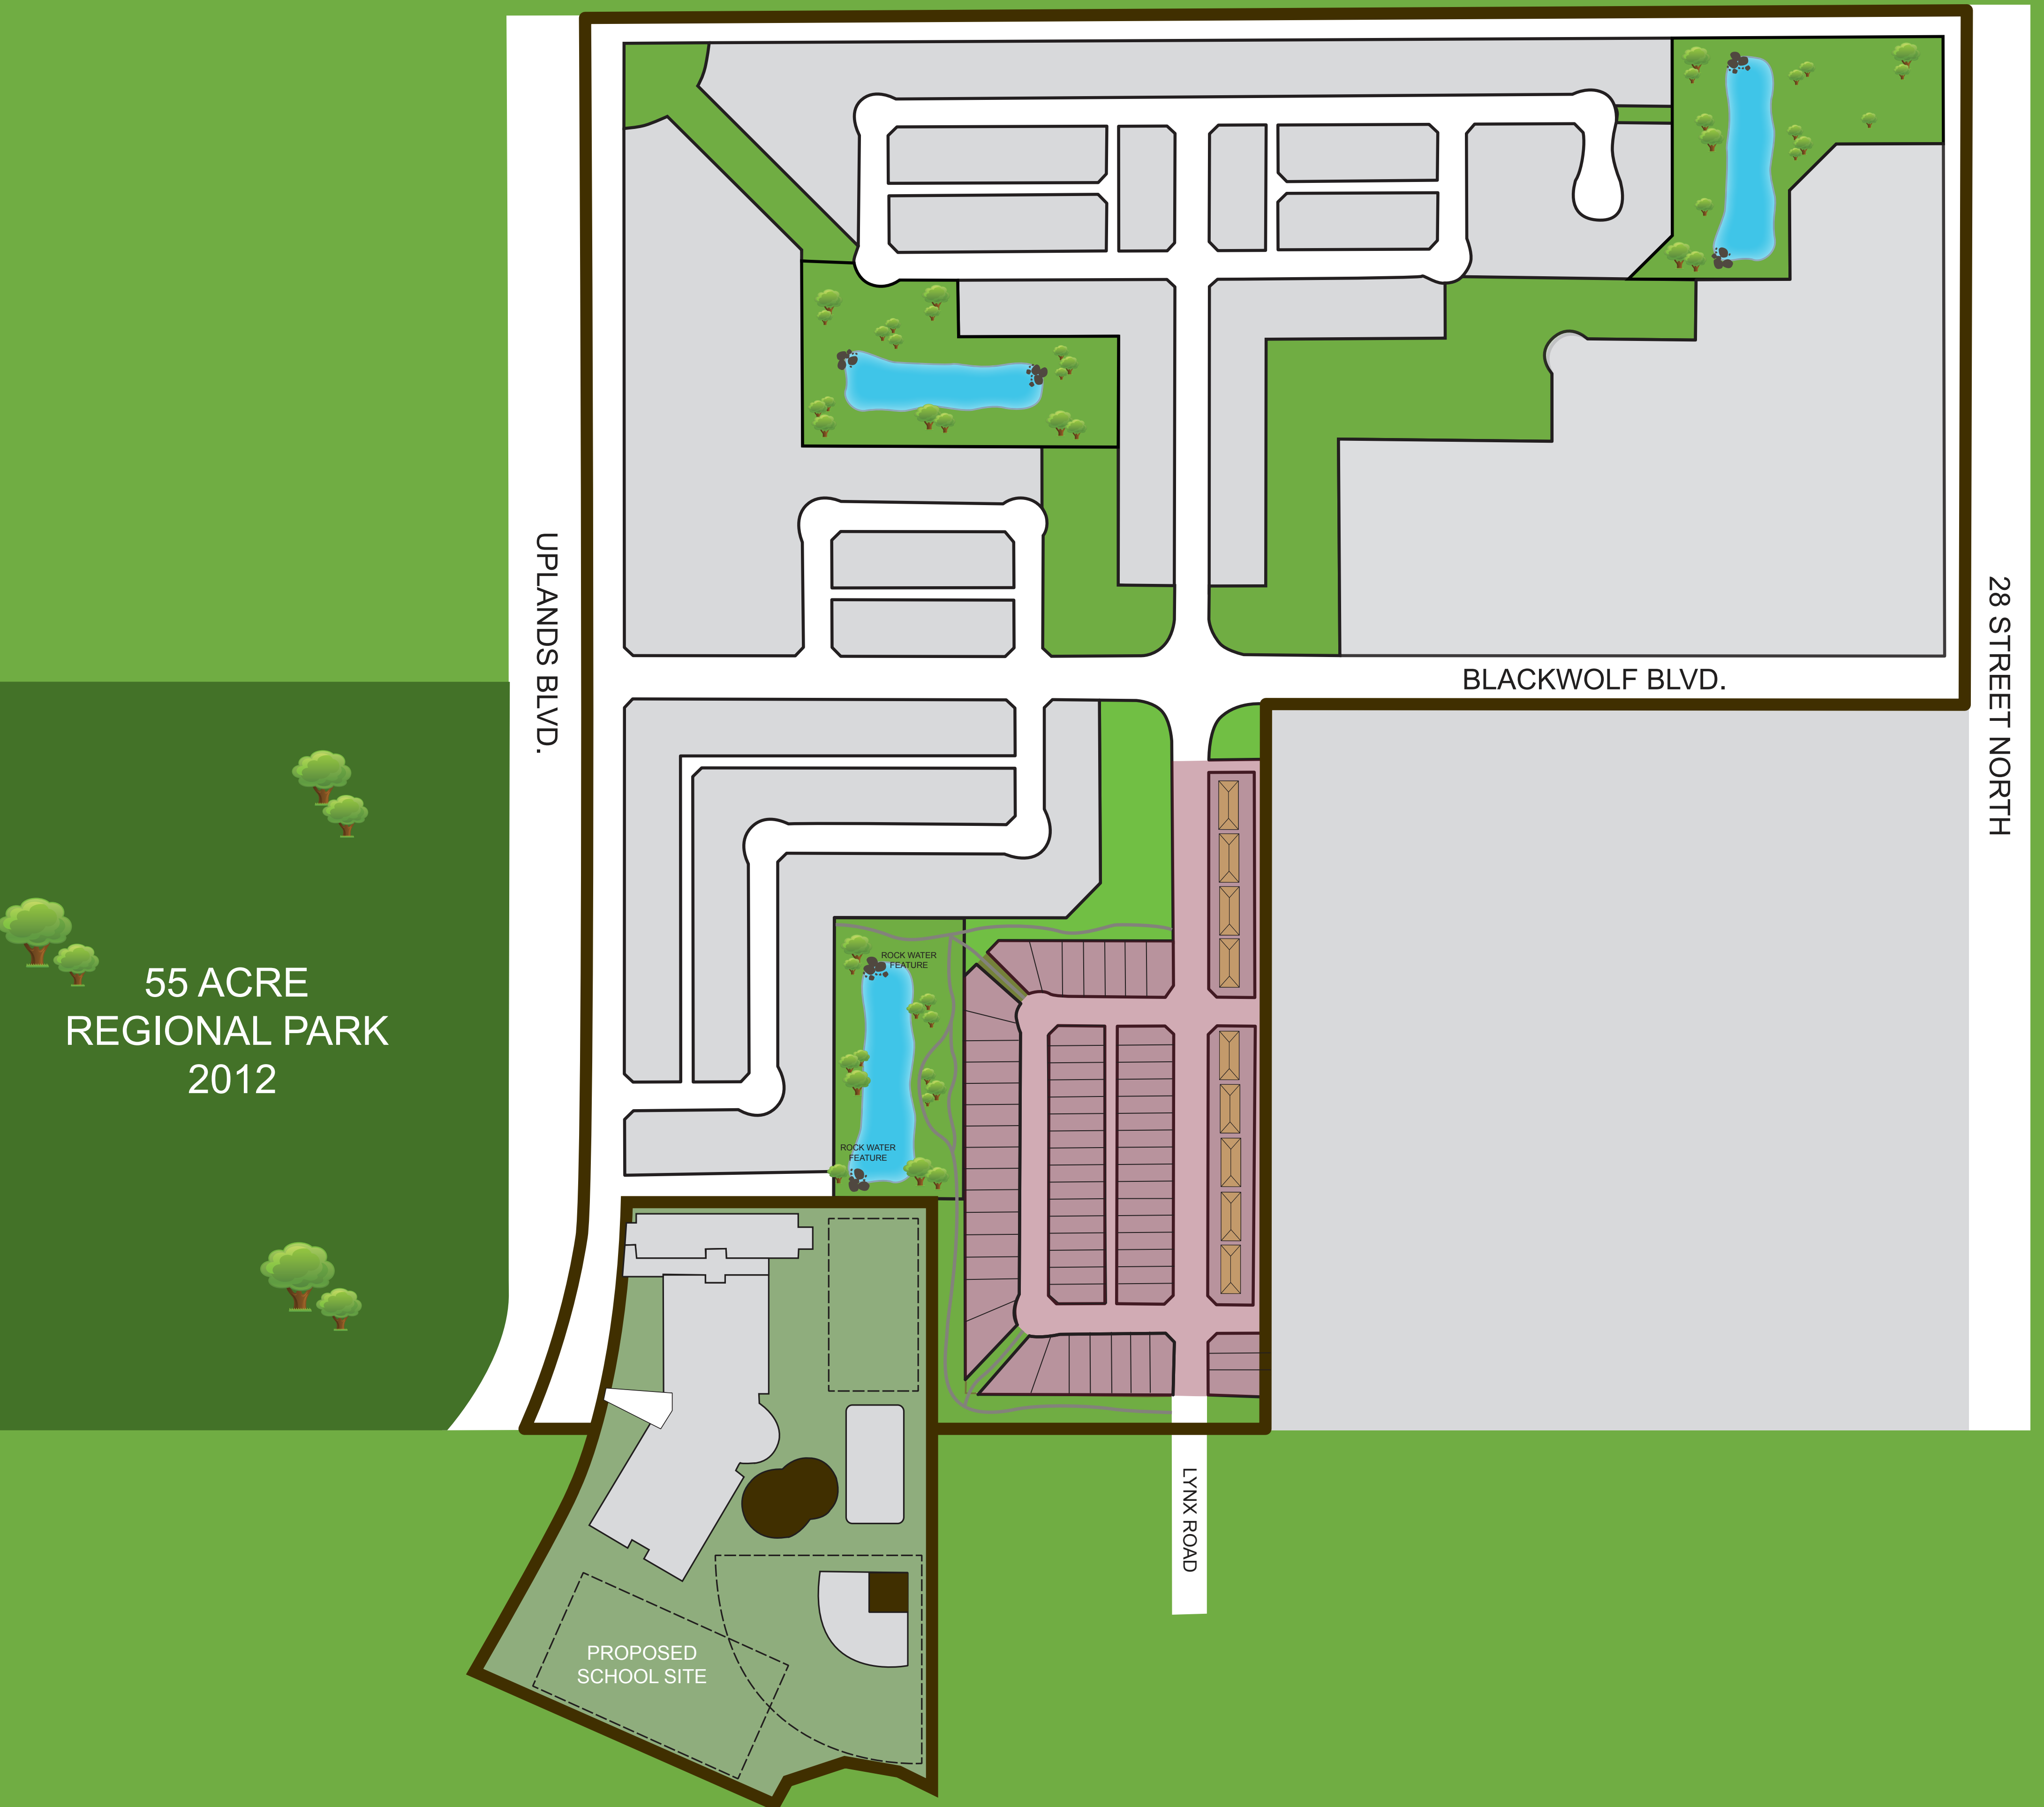 UPLANDS BLVD.
28 STREET NORTH
BLACKWOLF BLVD.
55 ACRE
REGIONAL PARK
2012
ROCK WATER
FEATURE
ROCK WATER
FEATURE
LYNX ROAD
PROPOSED
SCHOOL SITE